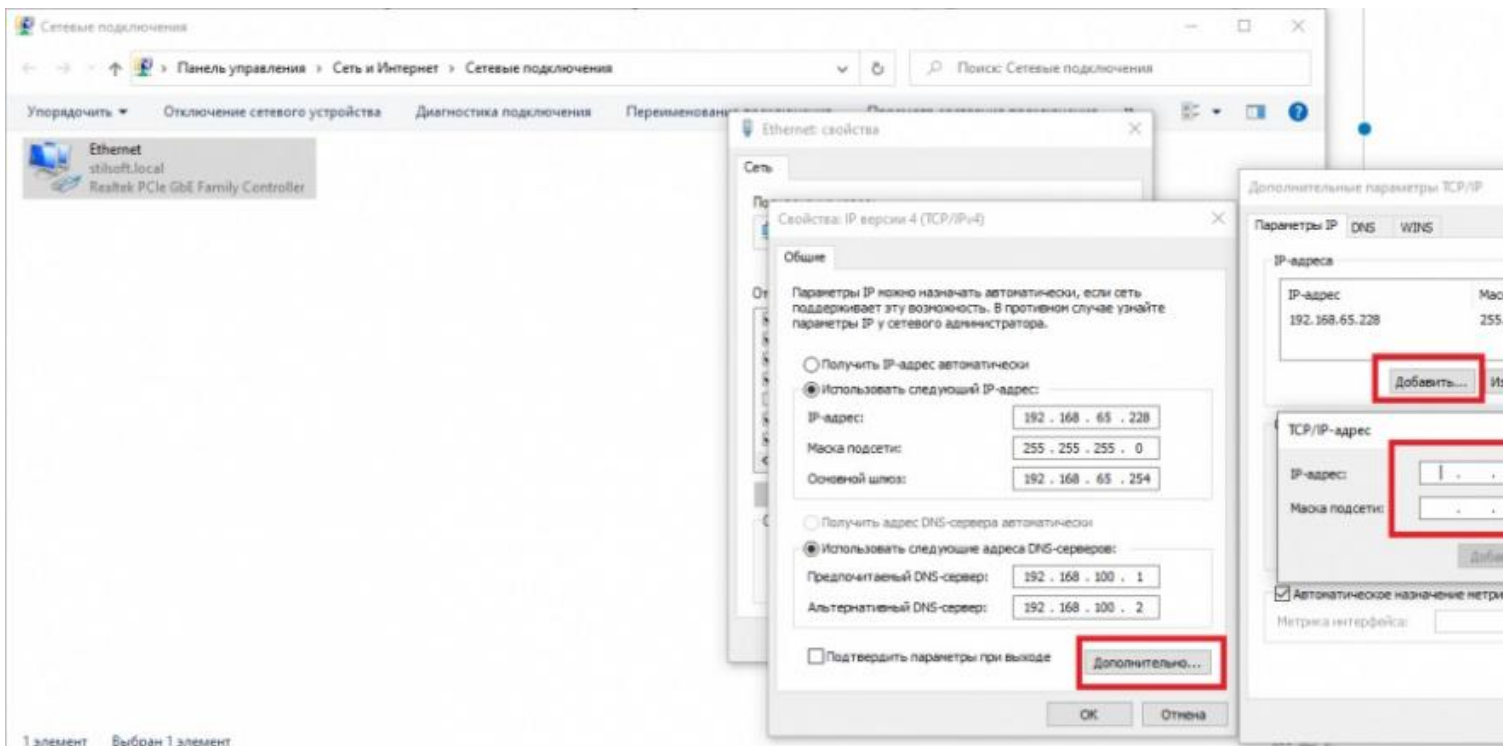 Сетевые подключения
Панель управления › Сеть и Интернет › Сетевые подключения
Поиск: Сетевые подключения
Упорядочить
Отключение сетевого устройства
Диагностика подключения
Ethernet
stilsoft.local
Realtek PCIe GbE Family Controller
1 элемент
Выбран 1 элемент
Ethernet: свойства
Сеть
Свойства: IP версии 4 (TCP/IPv4)
Общие
Параметры IP можно назначать автоматически, если сеть
поддерживает эту возможность. В противном случае узнайте
параметры IP у сетевого администратора.
Получить IP-адрес автоматически
Использовать следующий IP-адрес:
IP-адрес: 192 . 168 . 65 . 228
Маска подсети: 255 . 255 . 255 . 0
Основной шлюз: 192 . 168 . 65 . 254
Получить адрес DNS-сервера автоматически
Использовать следующие адреса DNS-серверов:
Предпочитаемый DNS-сервер: 192 . 168 . 100 . 1
Альтернативный DNS-сервер: 192 . 168 . 100 . 2
Подтвердить параметры при выходе
Дополнительно...
OK Отмена
Дополнительные параметры TCP/IP
Параметры IP DNS WINS
IP-адреса
IP-адрес
192.168.65.228 255.
Добавить...
TCP/IP-адрес
IP-адрес:
Маска подсети:
Автоматическое назначение
Метрика интерфейса: